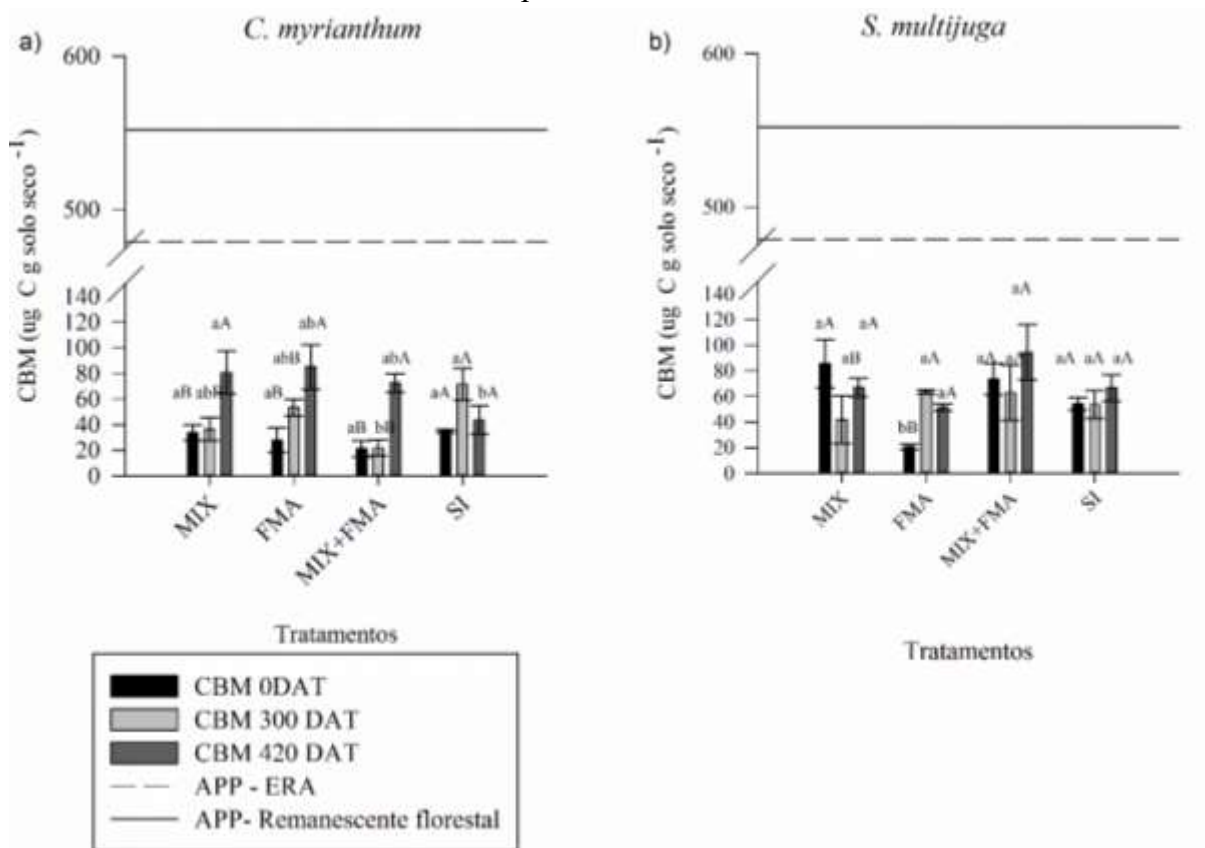 a)
C. myrianthum
600
500
140
120
100
80
60
40
20
0
CBM (ug C g solo seco -1)
aB
abB
aA
aB
abB
abA
aB
bB
abA
aA
aA
bA
MIX
FMA
MIX+FMA
SI
Tratamentos
b)
S. multijuga
600
500
140
120
100
80
60
40
20
0
CBM (ug C g solo seco -1)
aA
aB
aA
bB
aA
aA
aA
aA
aA
aA
aA
aA
MIX
FMA
MIX+FMA
SI
Tratamentos
CBM 0DAT
CBM 300 DAT
CBM 420 DAT
APP - ERA
APP- Remanescente florestal